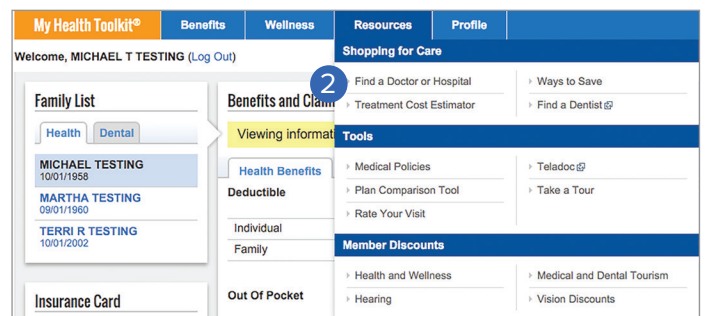 My Health Toolkit® Benefits Wellness Resources Profile
Welcome, MICHAEL T TESTING (Log Out)
Family List
Health Dental
MICHAEL TESTING
10/01/1958
MARTHA TESTING
09/01/1960
TERRI R TESTING
10/01/2002
Insurance Card
Benefits and Claim
Viewing informati
Health Benefits
Deductible
Individual
Family
Out Of Pocket
2
Shopping for Care
Find a Doctor or Hospital Ways to Save
Treatment Cost Estimator Find a Dentist
Tools
Medical Policies Teladoc
Plan Comparison Tool Take a Tour
Rate Your Visit
Member Discounts
Health and Wellness Medical and Dental Tourism
Hearing Vision Discounts